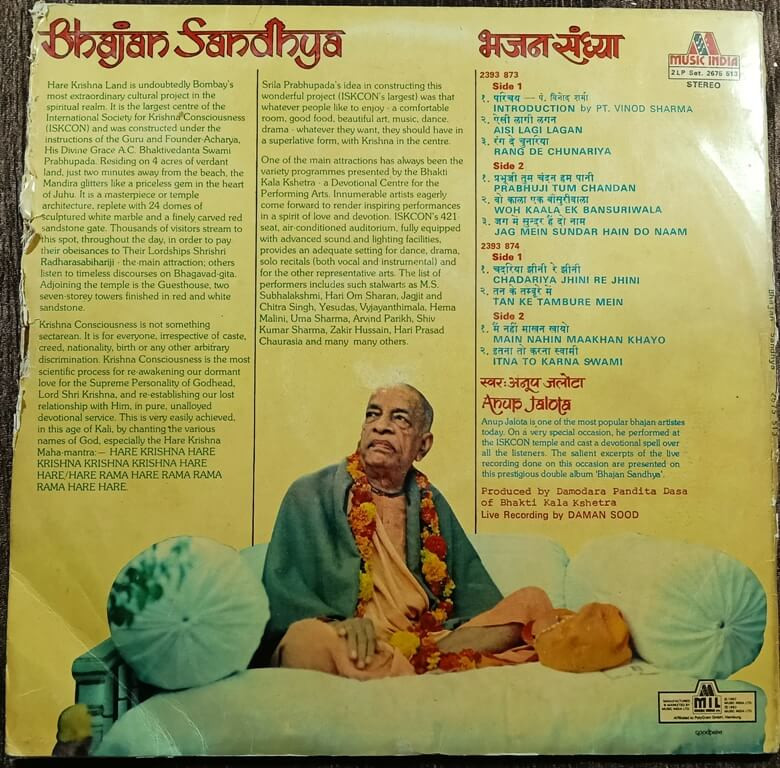 Bhajan Sandhya
Hare Krishna Land is undoubtedly Bombay's
most extraordinary cultural project in the
spiritual realm. It is the largest centre of the
International Society for Krishna Consciousness
(ISKCON) and was constructed under the
instructions of the Guru and Founder-Acharya,
His Divine Grace A.C. Bhaktivedanta Swami
Prabhupada. Residing on 4 acres of verdant
land, just two minutes away from the beach, the
Mandira glitters like a priceless gem in the heart
of Juhu. It is a masterpiece or temple
architecture, replete with 24 domes of
sculptured white marble and a finely carved red
sandstone gate. Thousands of visitors stream to
this spot, throughout the day, in order to pay
their obeisances to Their Lordships Shrishri
Radharasabihariji - the main attraction; others
listen to timeless discourses on Bhagavad-gita.
Adjoining the temple is the Guesthouse, two
seven-storey towers finished in red and white
sandstone.
Krishna Consciousness is not something
sectarean. It is for everyone, irrespective of caste,
creed, nationality, birth or any other arbitrary
discrimination. Krishna Consciousness is the most
scientific process for re-awakening our dormant
love for the Supreme Personality of Godhead,
Lord Shri Krishna, and re-establishing our lost
relationship with Him, in pure, unalloyed
devotional service. This is very easily achieved,
in this age of Kali, by chanting the various
names of God, especially the Hare Krishna
Maha-mantra:— HARE KRISHNA HARE
KRISHNA KRISHNA KRISHNA HARE
HARE/HARE RAMA HARE RAMA RAMA
RAMA HARE HARE.
Srila Prabhupada's idea in constructing this
wonderful project (ISKCON's largest) was that
whatever people like to enjoy - a comfortable
room, good food, beautiful art, music, dance,
drama - whatever they want, they should have in
a superlative form, with Krishna in the centre.
One of the main attractions has always been the
variety programmes presented by the Bhakti
Kala Kshetra - a Devotional Centre for the
Performing Arts. Innumerable artists eagerly
come forward to render inspiring performances
in a spirit of love and devotion. ISKCON'S 421
seat, air-conditioned auditorium, fully equipped
with advanced sound and lighting facilities,
provides an adequate setting for dance, drama,
solo recitals (both vocal and instrumental) and
for the other representative arts. The list of
performers includes such stalwarts as M.S.
Subhalakshmi, Hari Om Sharan, Jagjit and
Chitra Singh, Yesudas, Vyjayanthimala, Hema
Malini, Uma Sharma, Arvind Parikh, Shiv
Kumar Sharma, Zakir Hussain, Hari Prasad
Chaurasia and many many others.
भजन संध्या
MUSIC INDIA
2 LP Set. 2675 513
STEREO
2393 873
Side 1
१. परिचय — पं. विनोद शर्मा
INTRODUCTION by PT. VINOD SHARMA
२. ऐसी लागी लगन
AISI LAGI LAGAN
३. रंग दे चुनरिया
RANG DE CHUNARIYA
Side 2
१. प्रभूजी तुम चंदन हम पानी
PRABHUJI TUM CHANDAN
२. वो काला एक बाँसुरीवाला
WOH KAALA EK BANSURIWALA
३. जग में सुन्दर हैं दो नाम
JAG MEIN SUNDAR HAIN DO NAAM
2393 874
Side 1
१. चदरिया झीनी रे झीनी
CHADARIYA JHINI RE JHINI
२. तन के तम्बूरे में
TAN KE TAMBURE MEIN
Side 2
१. मैं नहीं माखन खायो
MAIN NAHIN MAAKHAN KHAYO
२. इतना तो करना स्वामी
ITNA TO KARNA SWAMI
स्वर: अनूप जलोटा
Anup Jalota
Anup Jalota is one of the most popular bhajan artistes
today. On a very special occasion, he performed at
the ISKCON temple and cast a devotional spell over
all the listeners. The salient excerpts of the live
recording done on this occasion are presented on
this prestigious double album 'Bhajan Sandhya'.
Produced by Damodara Pandita Dasa
of Bhakti Kala Kshetra
Live Recording by DAMAN SOOD
MANUFACTURED
& MARKETED BY
MUSIC INDIA LTD.
MIL
MUSIC INDIA LTD.
Affiliated to PolyGram GmbH, Hamburg.